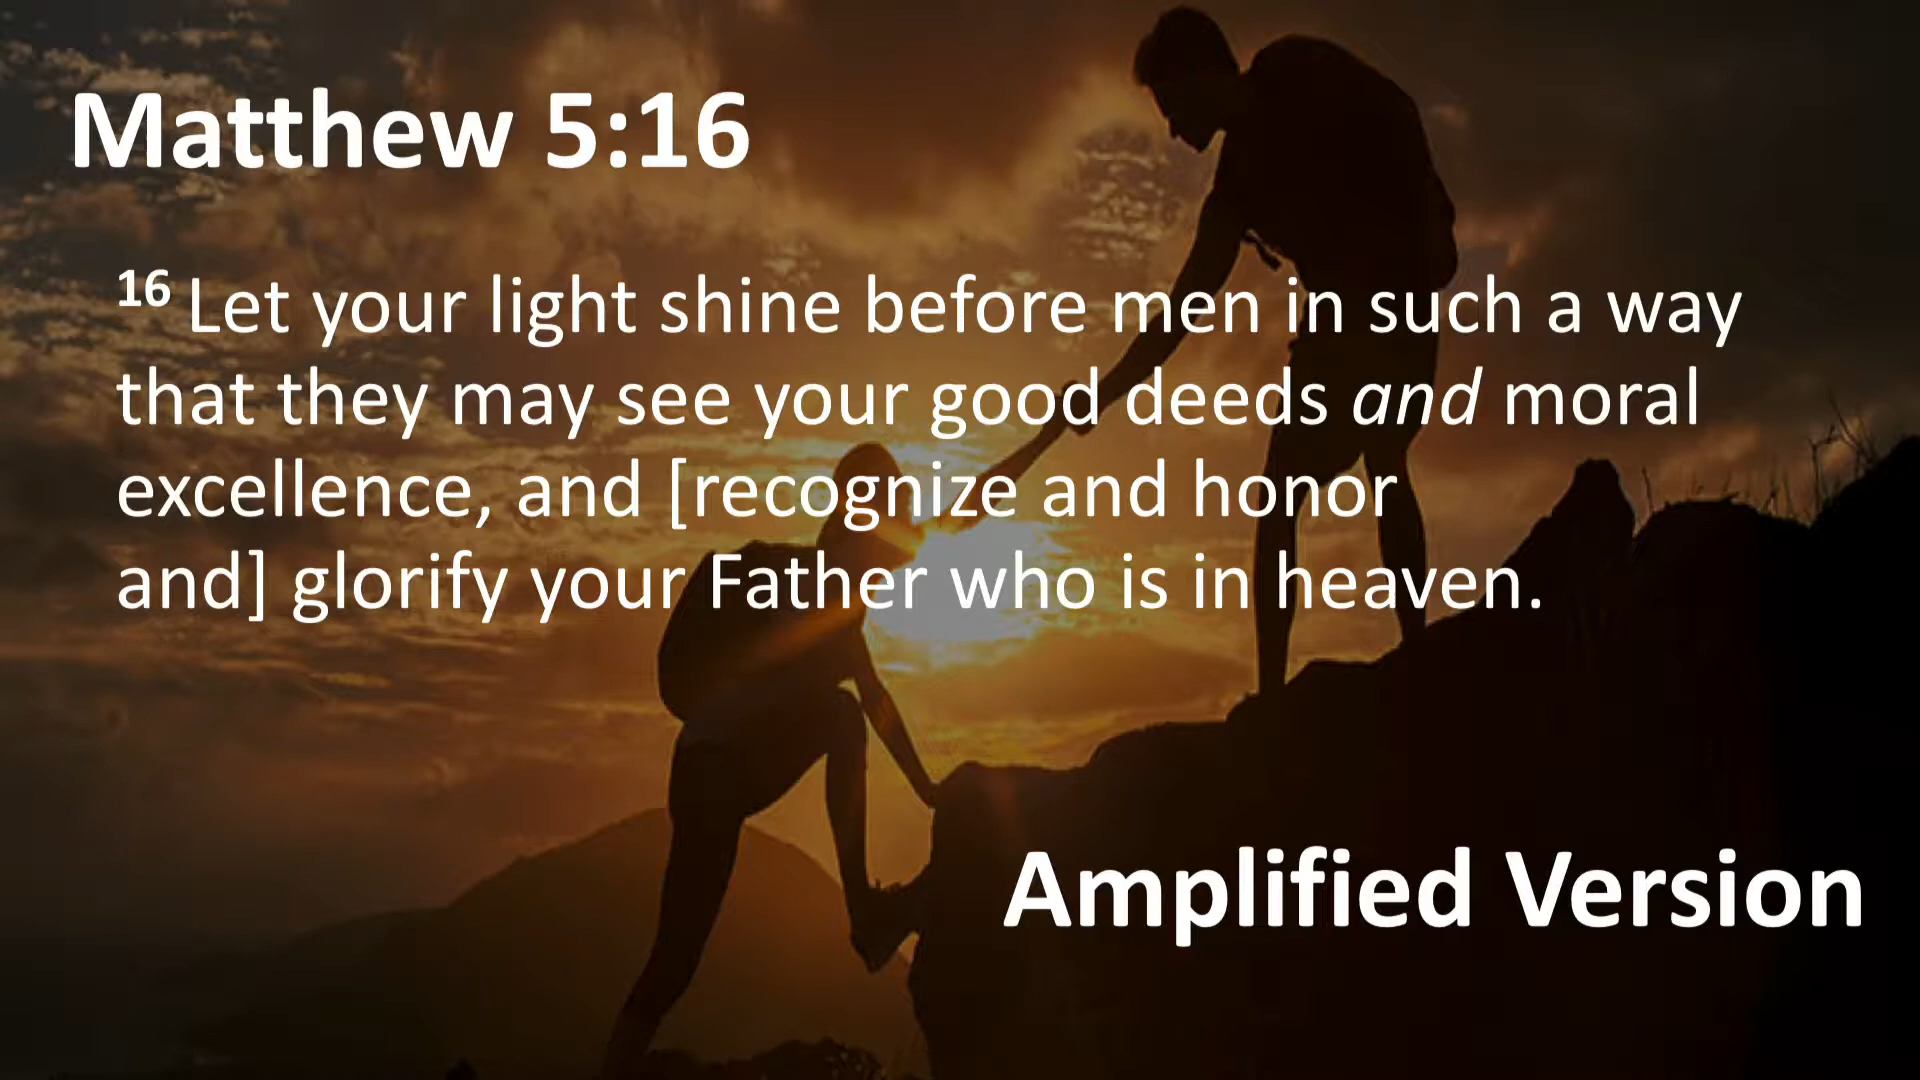 Matthew 5:16
16 Let your light shine before men in such a way
that they may see your good deeds and moral
excellence, and [recognize and honor
and] glorify your Father who is in heaven.
Amplified Version